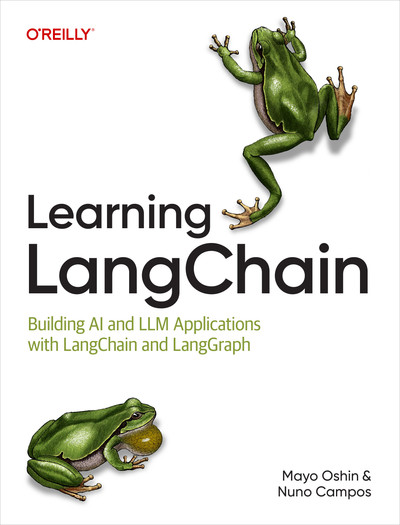 O'REILLY®
Learning
LangChain
Building AI and LLM Applications
with LangChain and LangGraph
Mayo Oshin &
Nuno Campos